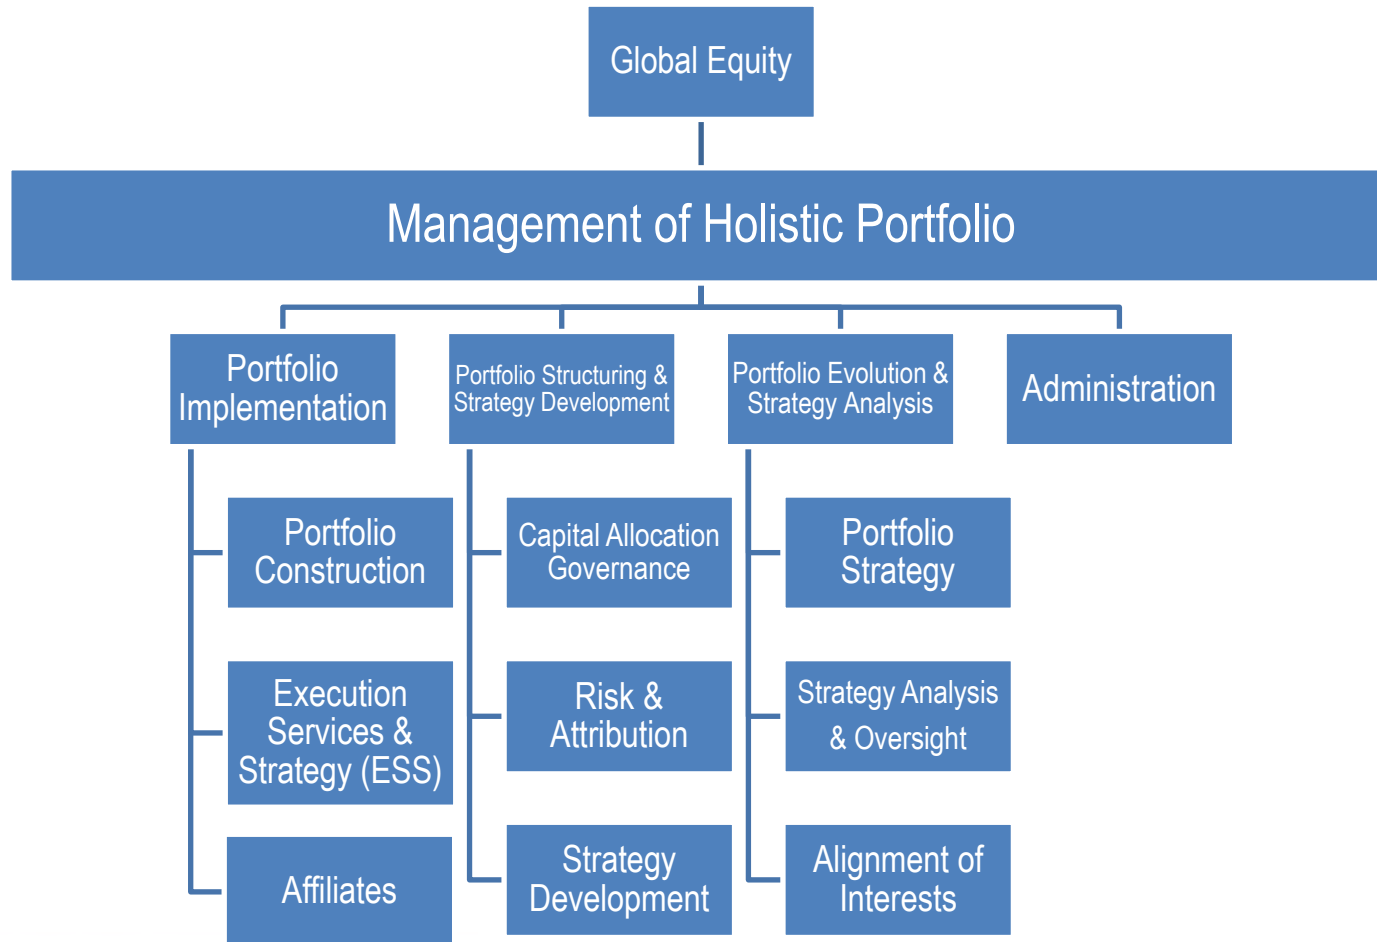 Global Equity
Management of Holistic Portfolio
Portfolio
Implementation
Portfolio Structuring &
Strategy Development
Portfolio Evolution &
Strategy Analysis
Administration
Portfolio
Construction
Capital Allocation
Governance
Portfolio
Strategy
Execution
Services &
Strategy (ESS)
Risk &
Attribution
Strategy Analysis
& Oversight
Affiliates
Strategy
Development
Alignment of
Interests